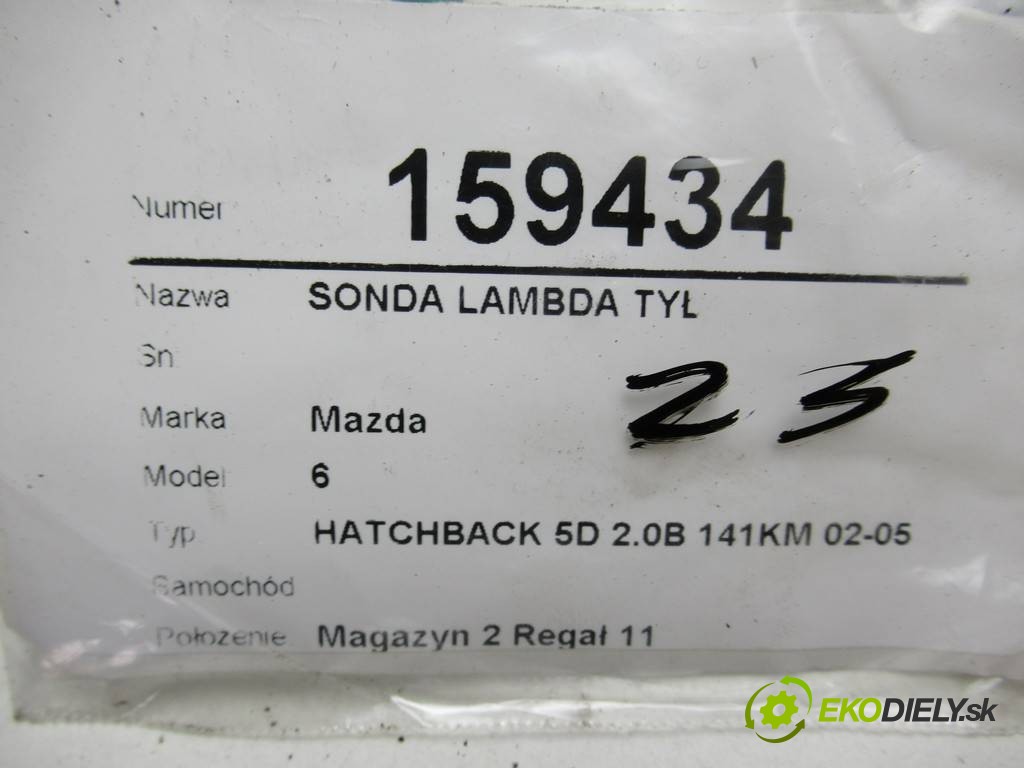 Numer 159434
Nazwa SONDA LAMBDA TYŁ
Sn
23
Marka Mazda
Model 6
Typ HATCHBACK 5D 2.0B 141KM 02-05
Samochód
Położenie Magazyn 2 Regał 11
EKODIELY.sk